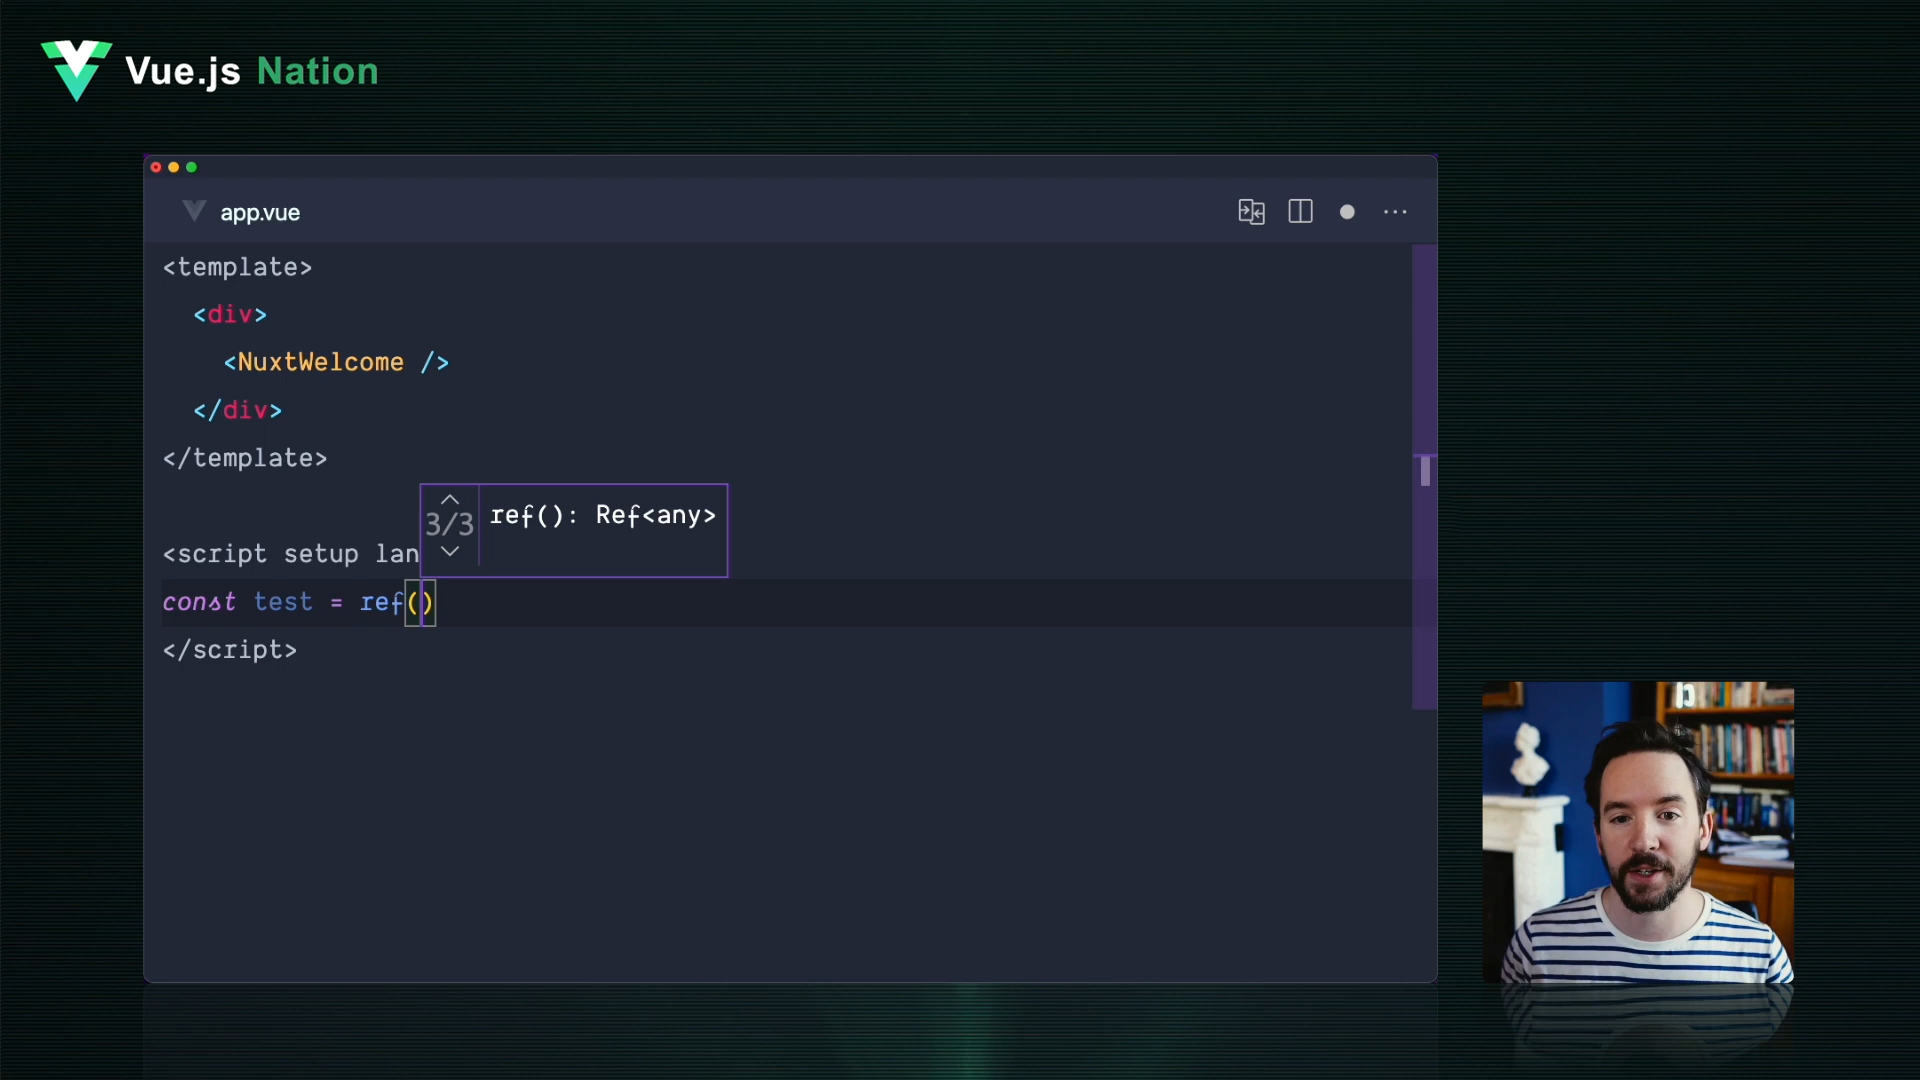 Vue.js Nation
app.vue
<template>
<div>
<NuxtWelcome />
</div>
</template>
3/3 ref(): Ref<any>
<script setup lan
const test = ref()
</script>